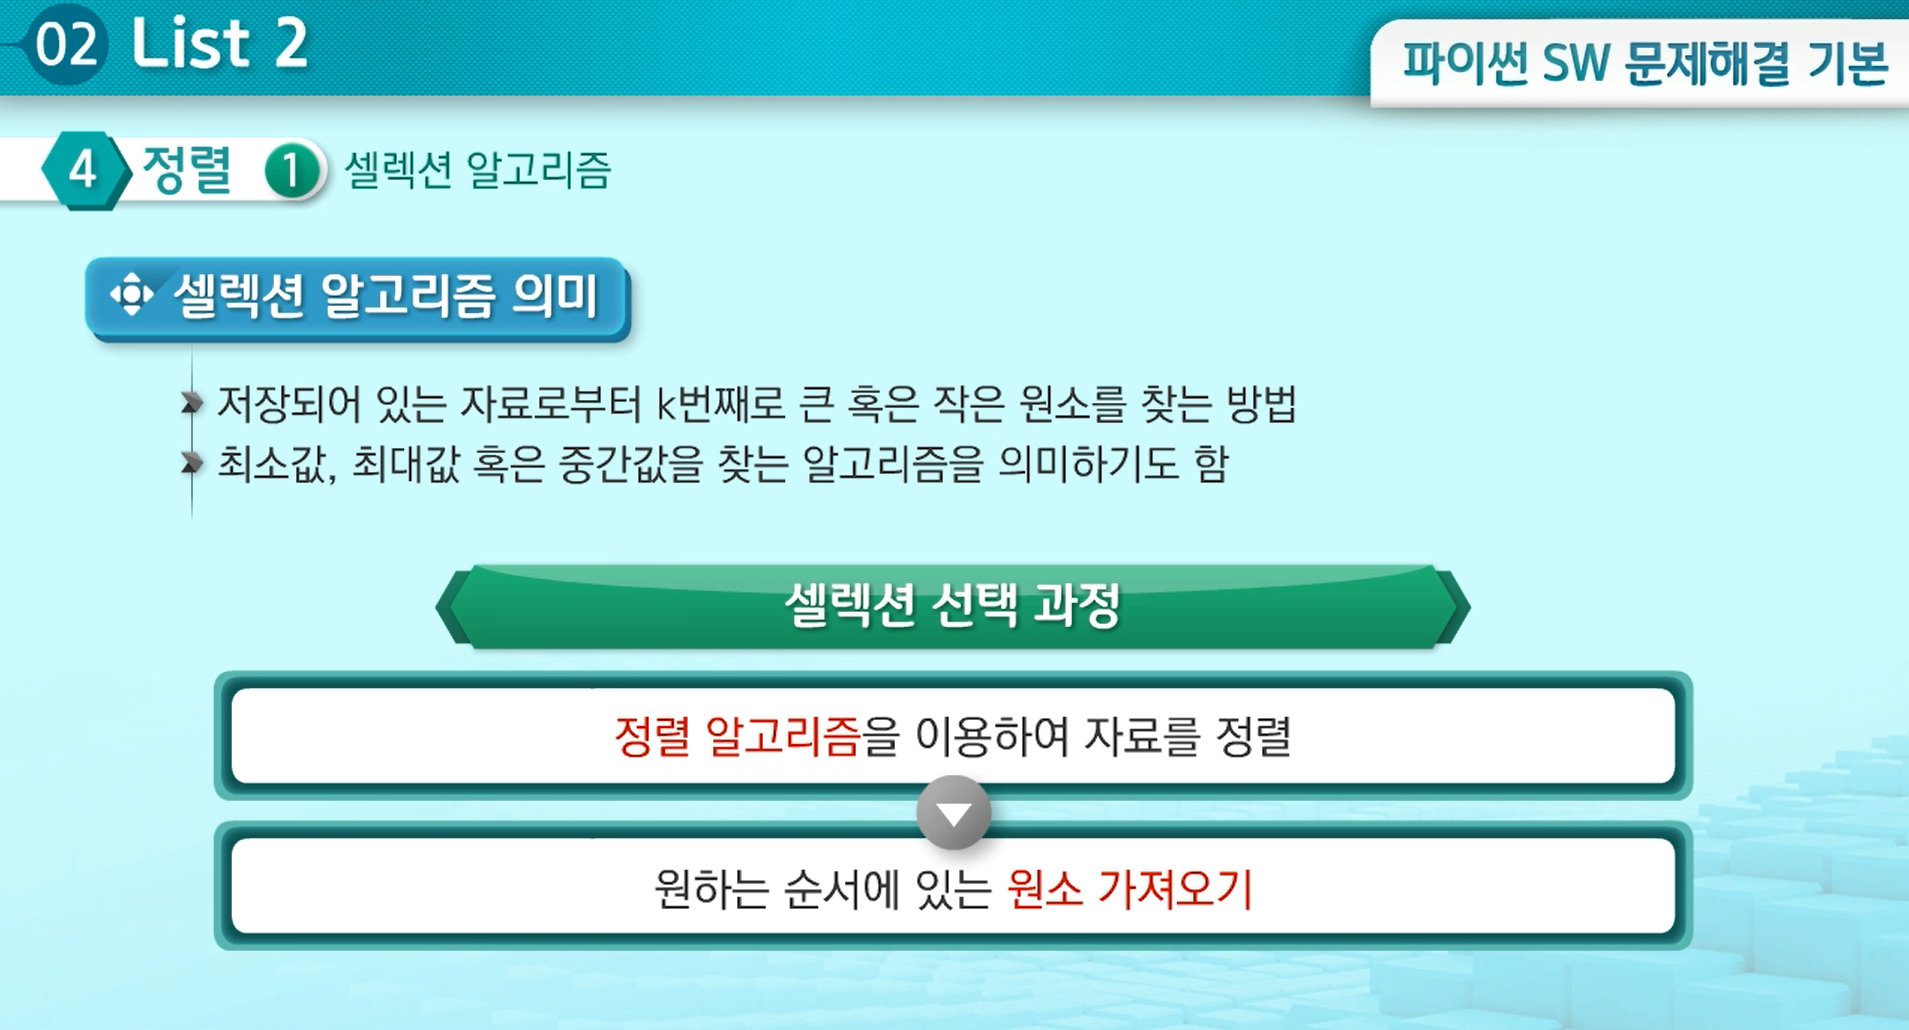 02 List 2
파이썬 SW 문제해결 기본
4 정렬 1 셀렉션 알고리즘
셀렉션 알고리즘 의미
저장되어 있는 자료로부터 k번째로 큰 혹은 작은 원소를 찾는 방법
최소값, 최대값 혹은 중간값을 찾는 알고리즘을 의미하기도 함
셀렉션 선택 과정
정렬 알고리즘을 이용하여 자료를 정렬
원하는 순서에 있는 원소 가져오기